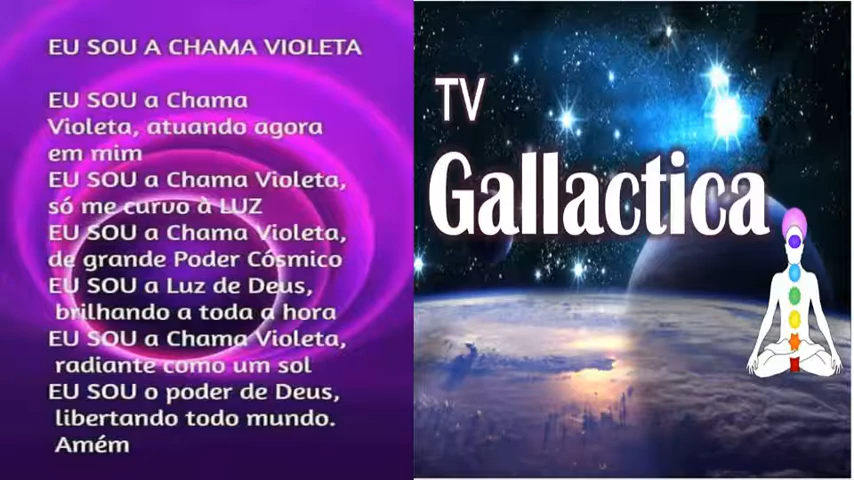 EU SOU A CHAMA VIOLETA
EU SOU a Chama
Violeta, atuando agora
em mim
EU SOU a Chama Violeta,
só me curvo à LUZ
EU SOU a Chama Violeta,
de grande Poder Cósmico
EU SOU a Luz de Deus,
brilhando a toda a hora
EU SOU a Chama Violeta,
radiante como um sol
EU SOU o poder de Deus,
libertando todo mundo.
Amém
TV
Gallactica